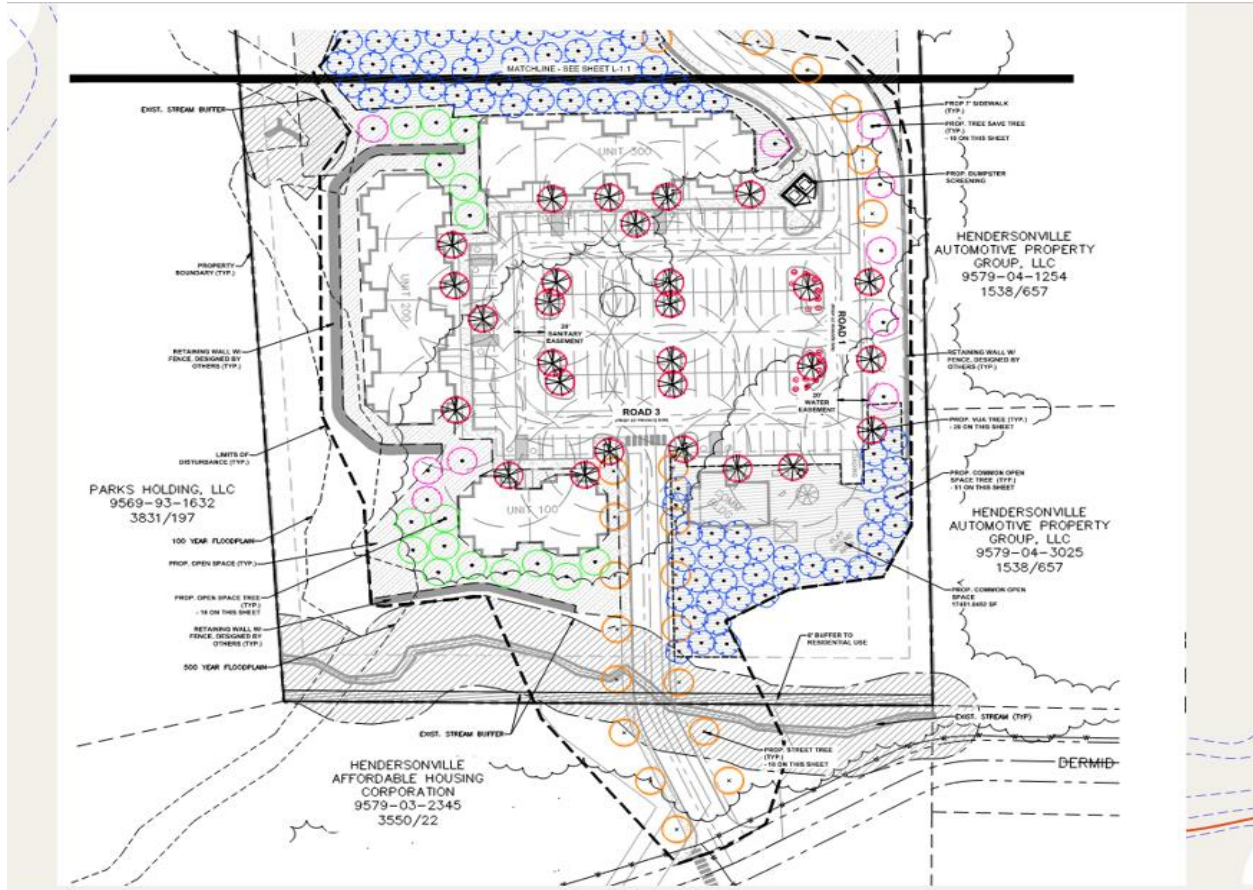 MATCHLINE - SEE SHEET L-1.1
EXIST. STREAM BUFFER
PROP. 7' SIDEWALK
(TYP.)
PROP. TREE SAVE TREE
(TYP.)
- 10 ON THIS SHEET
PROP. DUMPSTER
SCREENING
UNIT 300
HENDERSONVILLE
AUTOMOTIVE PROPERTY
GROUP, LLC
9579-04-1254
1538/657
PROPERTY
BOUNDARY (TYP.)
UNIT 200
ROAD 1
20'
SANITARY
EASEMENT
RETAINING WALL W/
FENCE, DESIGNED BY
OTHERS (TYP.)
RETAINING WALL W/
FENCE, DESIGNED BY
OTHERS (TYP.)
20'
WATER
EASEMENT
ROAD 3
PROP. VUA TREE (TYP.)
LIMITS OF
DISTURBANCE (TYP.)
PROP. COMMON OPEN
SPACE TREE (TYP.)
- 51 ON THIS SHEET
PARKS HOLDING, LLC
9569-93-1632
3831/197
UNIT 100
HENDERSONVILLE
AUTOMOTIVE PROPERTY
GROUP, LLC
9579-04-3025
1538/657
100 YEAR FLOODPLAIN
PROP. OPEN SPACE (TYP.)
PROP. OPEN SPACE TREE
(TYP.)
ON THIS SHEET
PROP. COMMON OPEN
SPACE
RETAINING WALL W/
FENCE, DESIGNED BY
OTHERS (TYP.)
BUFFER TO
RESIDENTIAL USE
500 YEAR FLOODPLAIN
EXIST. STREAM (TYP)
EXIST. STREAM BUFFER
PROP. STREET TREE
(TYP.)
ON THIS SHEET
DERMID
HENDERSONVILLE
AFFORDABLE HOUSING
CORPORATION
9579-03-2345
3550/22